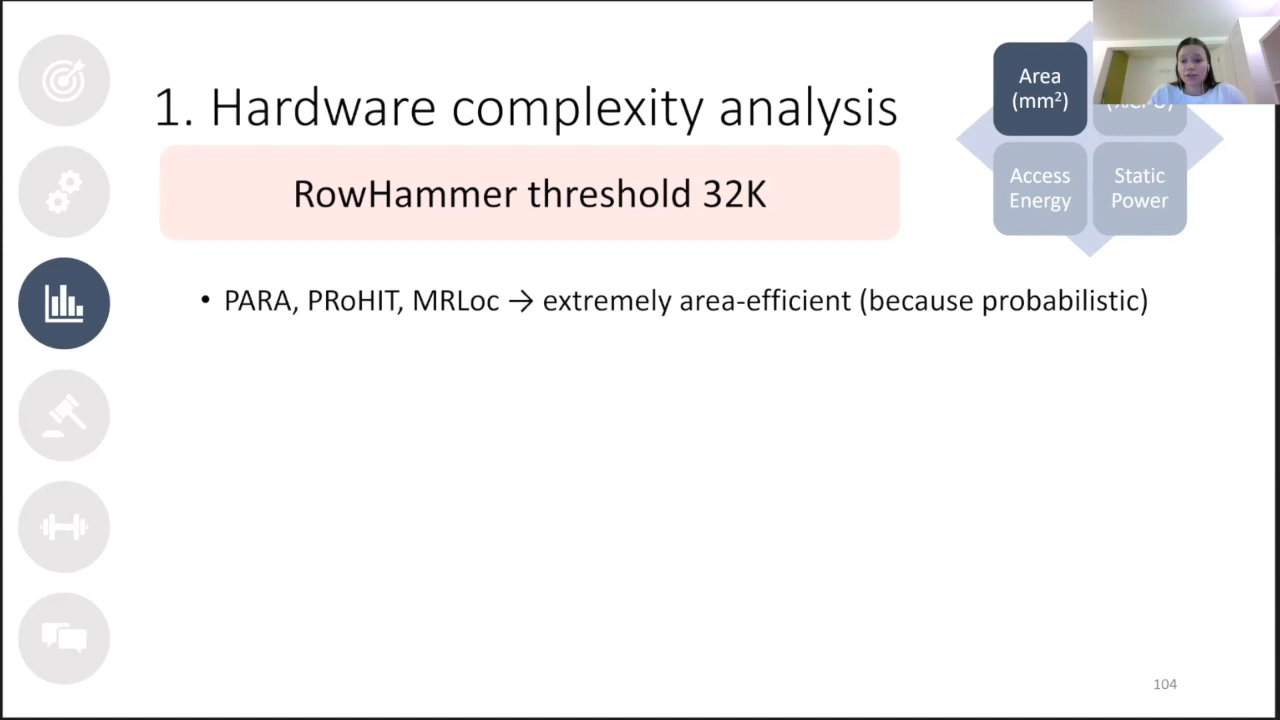 1. Hardware complexity analysis
RowHammer threshold 32K
Area
(mm²)
Access
Energy
Static
Power
• PARA, PRoHIT, MRLoc → extremely area-efficient (because probabilistic)
104